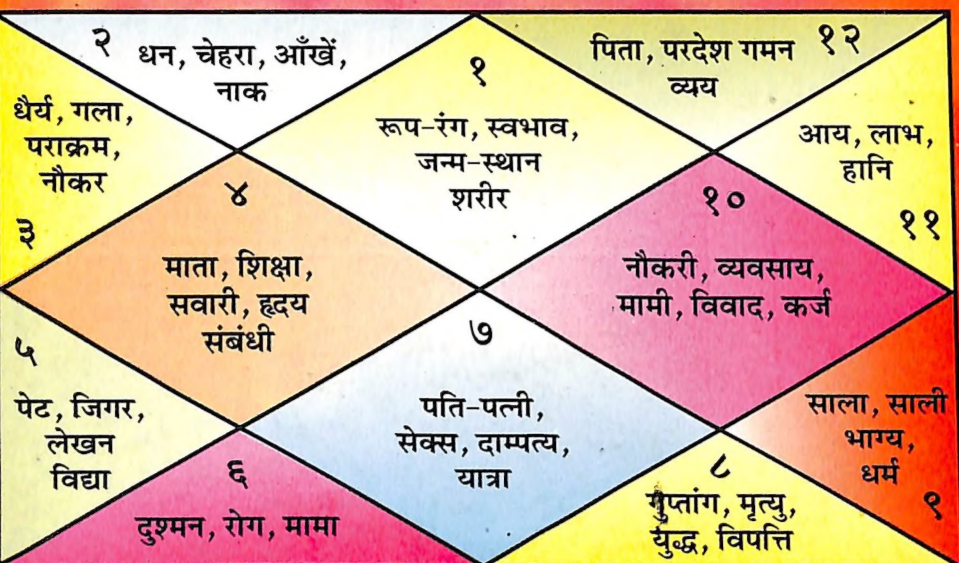 १
रूप-रंग, स्वभाव,
जन्म-स्थान
शरीर
२
धन, चेहरा, आँखें,
नाक
धैर्य, गला,
पराक्रम,
नौकर
३
४
माता, शिक्षा,
सवारी, हृदय
संबंधी
५
पेट, जिगर,
लेखन
विद्या
६
दुश्मन, रोग, मामा
७
पति-पत्नी,
सेक्स, दाम्पत्य,
यात्रा
८
गुप्तांग, मृत्यु,
युद्ध, विपत्ति
साला, साली
भाग्य,
धर्म
९
१०
नौकरी, व्यवसाय,
मामी, विवाद, कर्ज
आय, लाभ,
हानि
११
पिता, परदेश गमन १२
व्यय